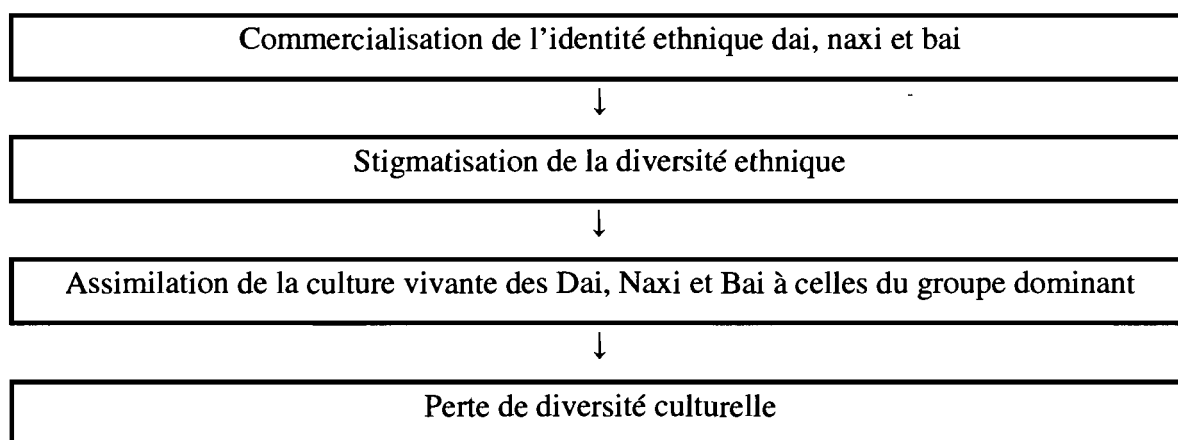 Commercialisation de l'identité ethnique dai, naxi et bai
↓
Stigmatisation de la diversité ethnique
↓
Assimilation de la culture vivante des Dai, Naxi et Bai à celles du groupe dominant
↓
Perte de diversité culturelle